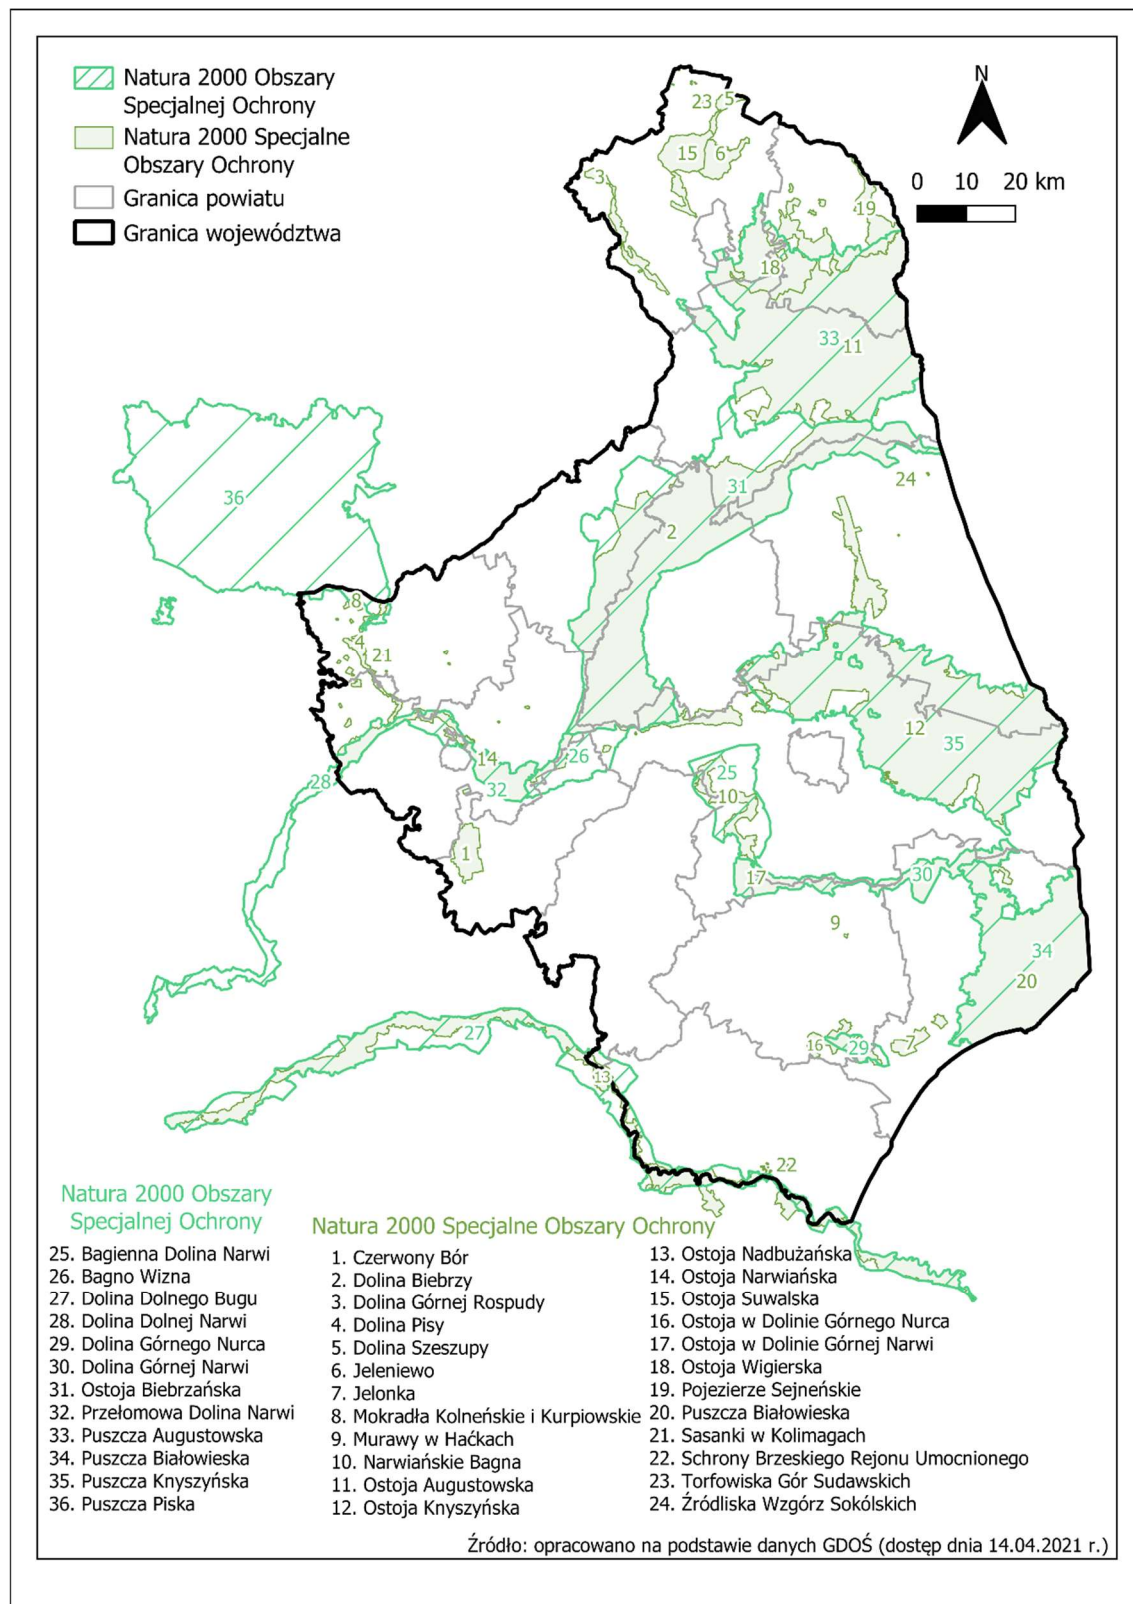 Natura 2000 Obszary
Specjalnej Ochrony
Natura 2000 Specjalne
Obszary Ochrony
Granica powiatu
Granica województwa
N
0 10 20 km
23
5
15
6
3
19
18
33
11
31
24
2
36
8
4
21
12
35
14
26
32
28
25
10
1
17
30
9
34
20
27
16
29
7
13
22
Natura 2000 Obszary
Specjalnej Ochrony
25. Bagienna Dolina Narwi
26. Bagno Wizna
27. Dolina Dolnego Bugu
28. Dolina Dolnej Narwi
29. Dolina Górnego Nurca
30. Dolina Górnej Narwi
31. Ostoja Biebrzańska
32. Przełomowa Dolina Narwi
33. Puszcza Augustowska
34. Puszcza Białowieska
35. Puszcza Knyszyńska
36. Puszcza Piska
Natura 2000 Specjalne Obszary Ochrony
1. Czerwony Bór
2. Dolina Biebrzy
3. Dolina Górnej Rospudy
4. Dolina Pisy
5. Dolina Szeszupy
6. Jeleniewo
7. Jelonka
8. Mokradła Kolneńskie i Kurpiowskie
9. Murawy w Haćkach
10. Narwiańskie Bagna
11. Ostoja Augustowska
12. Ostoja Knyszyńska
13. Ostoja Nadbużańska
14. Ostoja Narwiańska
15. Ostoja Suwalska
16. Ostoja w Dolinie Górnego Nurca
17. Ostoja w Dolinie Górnej Narwi
18. Ostoja Wigierska
19. Pojezierze Sejneńskie
20. Puszcza Białowieska
21. Sasanki w Kolimagach
22. Schrony Brzeskiego Rejonu Umocnionego
23. Torfowiska Gór Sudawskich
24. Źródliska Wzgórz Sokólskich
Źródło: opracowano na podstawie danych GDOŚ (dostęp dnia 14.04.2021 r.)